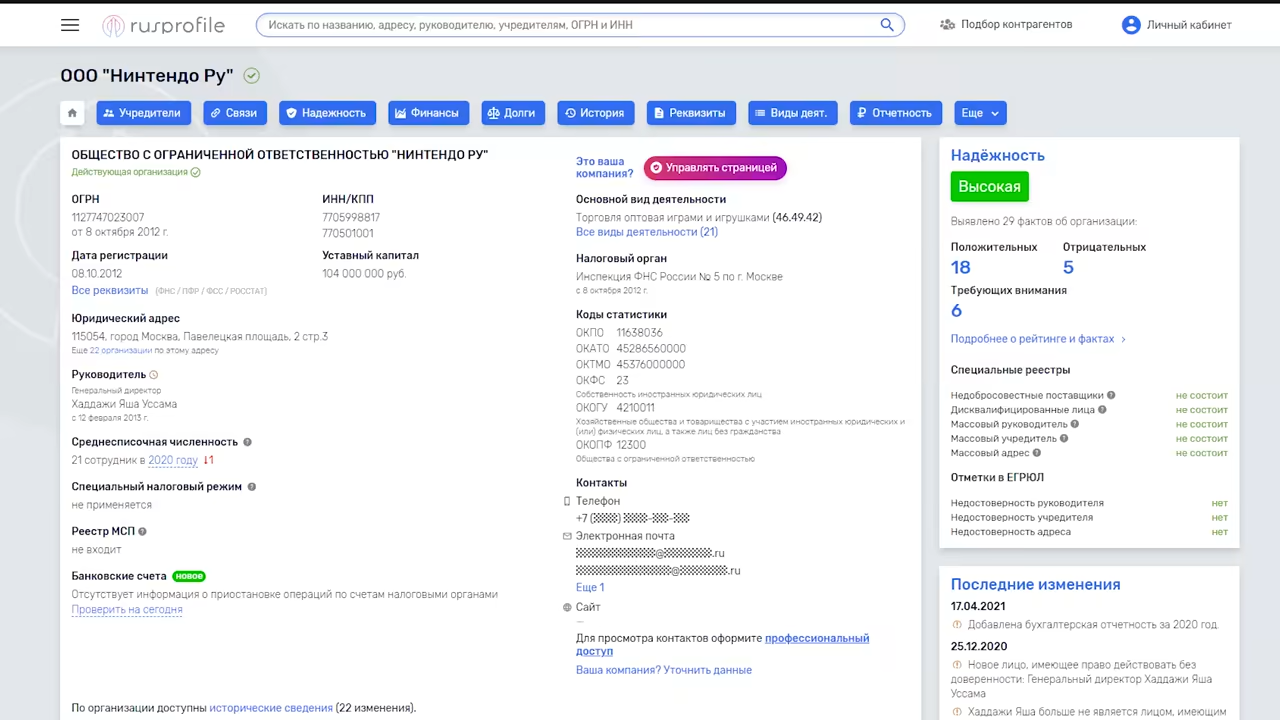 rusprofile
Искать по названию, адресу, руководителю, учредителям, ОГРН и ИНН
Подбор контрагентов
Личный кабинет
ООО "Нинтендо Ру"
Учредители
Связи
Надежность
Финансы
Долги
История
Реквизиты
Виды деят.
Отчетность
Еще
ОБЩЕСТВО С ОГРАНИЧЕННОЙ ОТВЕТСТВЕННОСТЬЮ "НИНТЕНДО РУ"
Действующая организация
ОГРН
1127747023007
от 8 октября 2012 г.
ИНН/КПП
7705998817
770501001
Дата регистрации
08.10.2012
Уставный капитал
104 000 000 руб.
Все реквизиты (ФНС / ПФР / ФСС / РОССТАТ)
Юридический адрес
115054, город Москва, Павелецкая площадь, 2 стр.3
Еще 22 организации по этому адресу
Руководитель
Генеральный директор
Хаддажи Яша Уссама
с 12 февраля 2013 г.
Среднесписочная численность
21 сотрудник в 2020 году ↓1
Специальный налоговый режим
не применяется
Реестр МСП
не входит
Банковские счета НОВОЕ
Отсутствует информация о приостановке операций по счетам налоговыми органами
Проверить на сегодня
По организации доступны исторические сведения (22 изменения).
Это ваша
компания?
Управлять страницей
Основной вид деятельности
Торговля оптовая играми и игрушками (46.49.42)
Все виды деятельности (21)
Налоговый орган
Инспекция ФНС России № 5 по г. Москве
с 8 октября 2012 г.
Коды статистики
ОКПО 11638036
ОКАТО 45286560000
ОКТМО 45376000000
ОКФС 23
Собственность иностранных юридических лиц
ОКОГУ 4210011
Хозяйственные общества и товарищества с участием иностранных юридических и
(или) физических лиц, а также лиц без гражданства
ОКОПФ 12300
Общества с ограниченной ответственностью
Контакты
Телефон
+7 (
Электронная почта
@ .ru
@ .ru
Еще 1
Сайт
—
Для просмотра контактов оформите профессиональный
доступ
Ваша компания? Уточнить данные
Надёжность
Высокая
Выявлено 29 фактов об организации:
Положительных
18
Отрицательных
5
Требующих внимания
6
Подробнее о рейтинге и фактах
Специальные реестры
Недобросовестные поставщики не состоит
Дисквалифицированные лица не состоит
Массовый руководитель не состоит
Массовый учредитель не состоит
Массовый адрес не состоит
Отметки в ЕГРЮЛ
Недостоверность руководителя нет
Недостоверность учредителя нет
Недостоверность адреса нет
Последние изменения
17.04.2021
Добавлена бухгалтерская отчетность за 2020 год.
25.12.2020
Новое лицо, имеющее право действовать без
доверенности: Генеральный директор Хаддажи Яша
Уссама
Хаддажи Яша больше не является лицом, имеющим